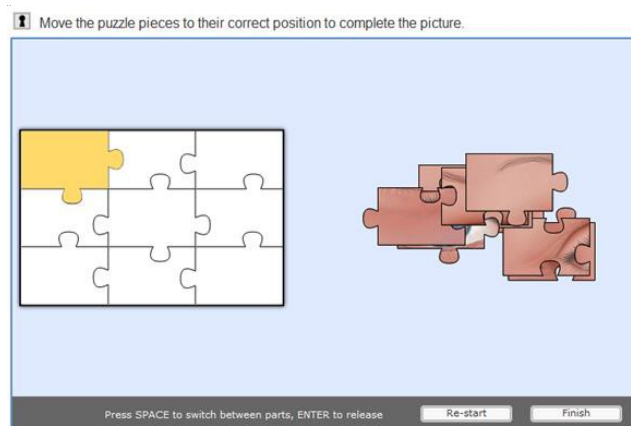 Move the puzzle pieces to their correct position to complete the picture.
Press SPACE to switch between parts, ENTER to release
Re-start
Finish